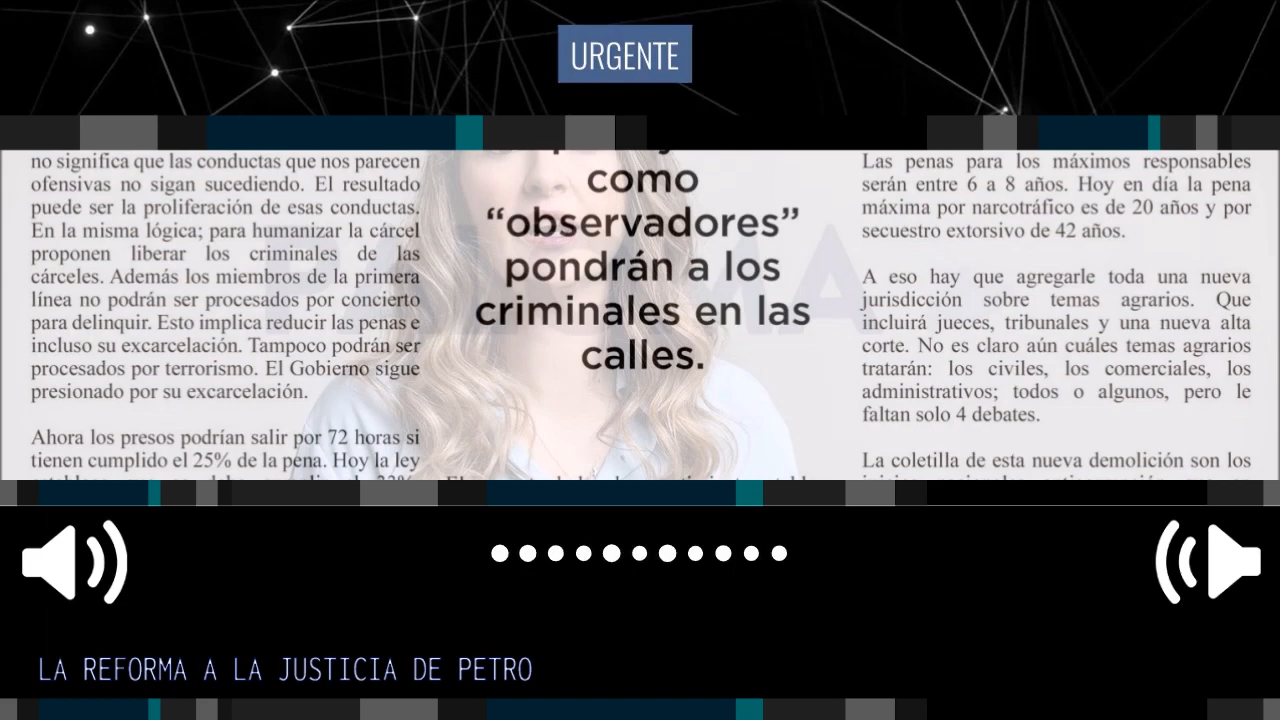 URGENTE
no significa que las conductas que nos parecen
ofensivas no sigan sucediendo. El resultado
puede ser la proliferación de esas conductas.
En la misma lógica; para humanizar la cárcel
proponen liberar los criminales de las
cárceles. Además los miembros de la primera
línea no podrán ser procesados por concierto
para delinquir. Esto implica reducir las penas e
incluso su excarcelación. Tampoco podrán ser
procesados por terrorismo. El Gobierno sigue
presionado por su excarcelación.
Ahora los presos podrían salir por 72 horas si
tienen cumplido el 25% de la pena. Hoy la ley
como
“observadores”
pondrán a los
criminales en las
calles.
Las penas para los máximos responsables
serán entre 6 a 8 años. Hoy en día la pena
máxima por narcotráfico es de 20 años y por
secuestro extorsivo de 42 años.
A eso hay que agregarle toda una nueva
jurisdicción sobre temas agrarios. Que
incluirá jueces, tribunales y una nueva alta
corte. No es claro aún cuáles temas agrarios
tratarán: los civiles, los comerciales, los
administrativos; todos o algunos, pero le
faltan solo 4 debates.
La coletilla de esta nueva demolición son los
LA REFORMA A LA JUSTICIA DE PETRO